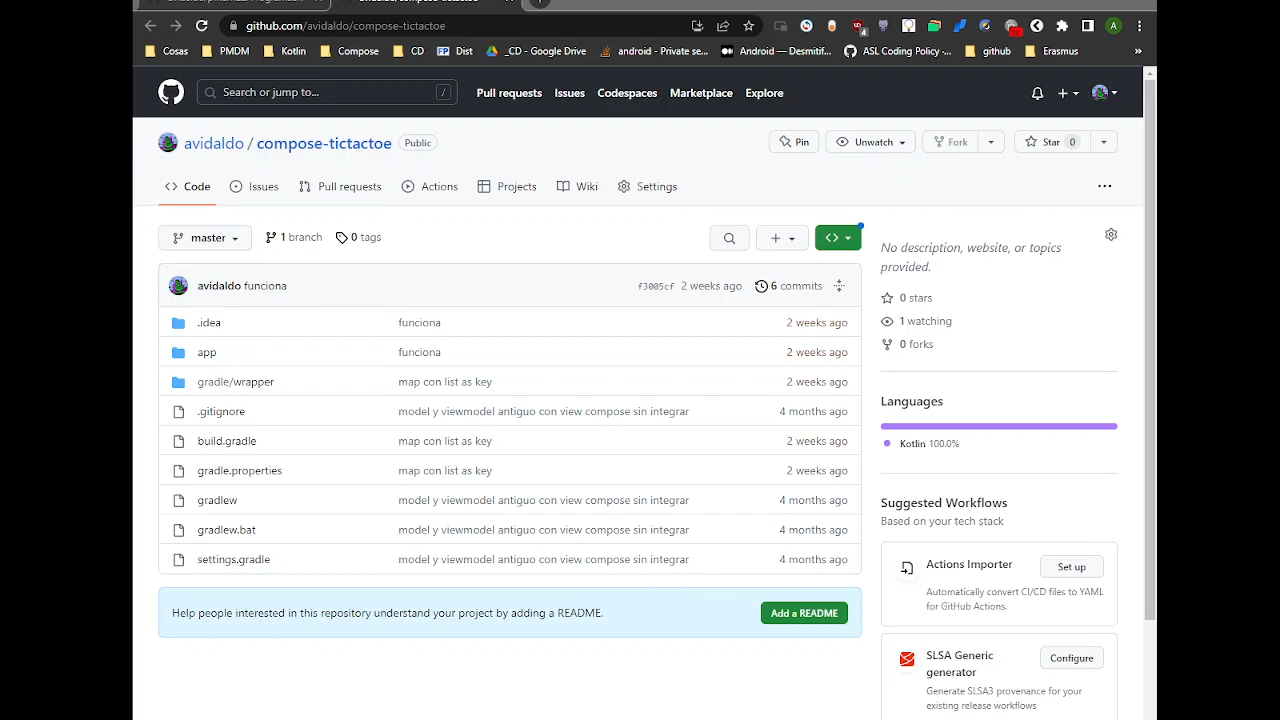 avidaldo/compose-tictactoe
github.com/avidaldo/compose-tictactoe
4
A
Cosas
PMDM
Kotlin
Compose
CD
FP
Dist
_CD - Google Drive
android - Private se...
Android — Desmitif...
ASL Coding Policy -...
github
Erasmus
»
Search or jump to...
/
Pull requests
Issues
Codespaces
Marketplace
Explore
avidaldo / compose-tictactoe
Public
Pin
Unwatch
Fork
Star 0
Code
Issues
Pull requests
Actions
Projects
Wiki
Settings
master
1 branch
0 tags
avidaldo funciona
f3005cf 2 weeks ago
6 commits
.idea funciona 2 weeks ago
app funciona 2 weeks ago
gradle/wrapper map con list as key 2 weeks ago
.gitignore model y viewmodel antiguo con view compose sin integrar 4 months ago
build.gradle map con list as key 2 weeks ago
gradle.properties map con list as key 2 weeks ago
gradlew model y viewmodel antiguo con view compose sin integrar 4 months ago
gradlew.bat model y viewmodel antiguo con view compose sin integrar 4 months ago
settings.gradle model y viewmodel antiguo con view compose sin integrar 4 months ago
Help people interested in this repository understand your project by adding a README.
Add a README
No description, website, or topics
provided.
0 stars
1 watching
0 forks
Languages
Kotlin 100.0%
Suggested Workflows
Based on your tech stack
Actions Importer
Set up
Automatically convert CI/CD files to YAML
for GitHub Actions.
SLSA Generic
generator
Configure
Generate SLSA3 provenance for your
existing release workflows